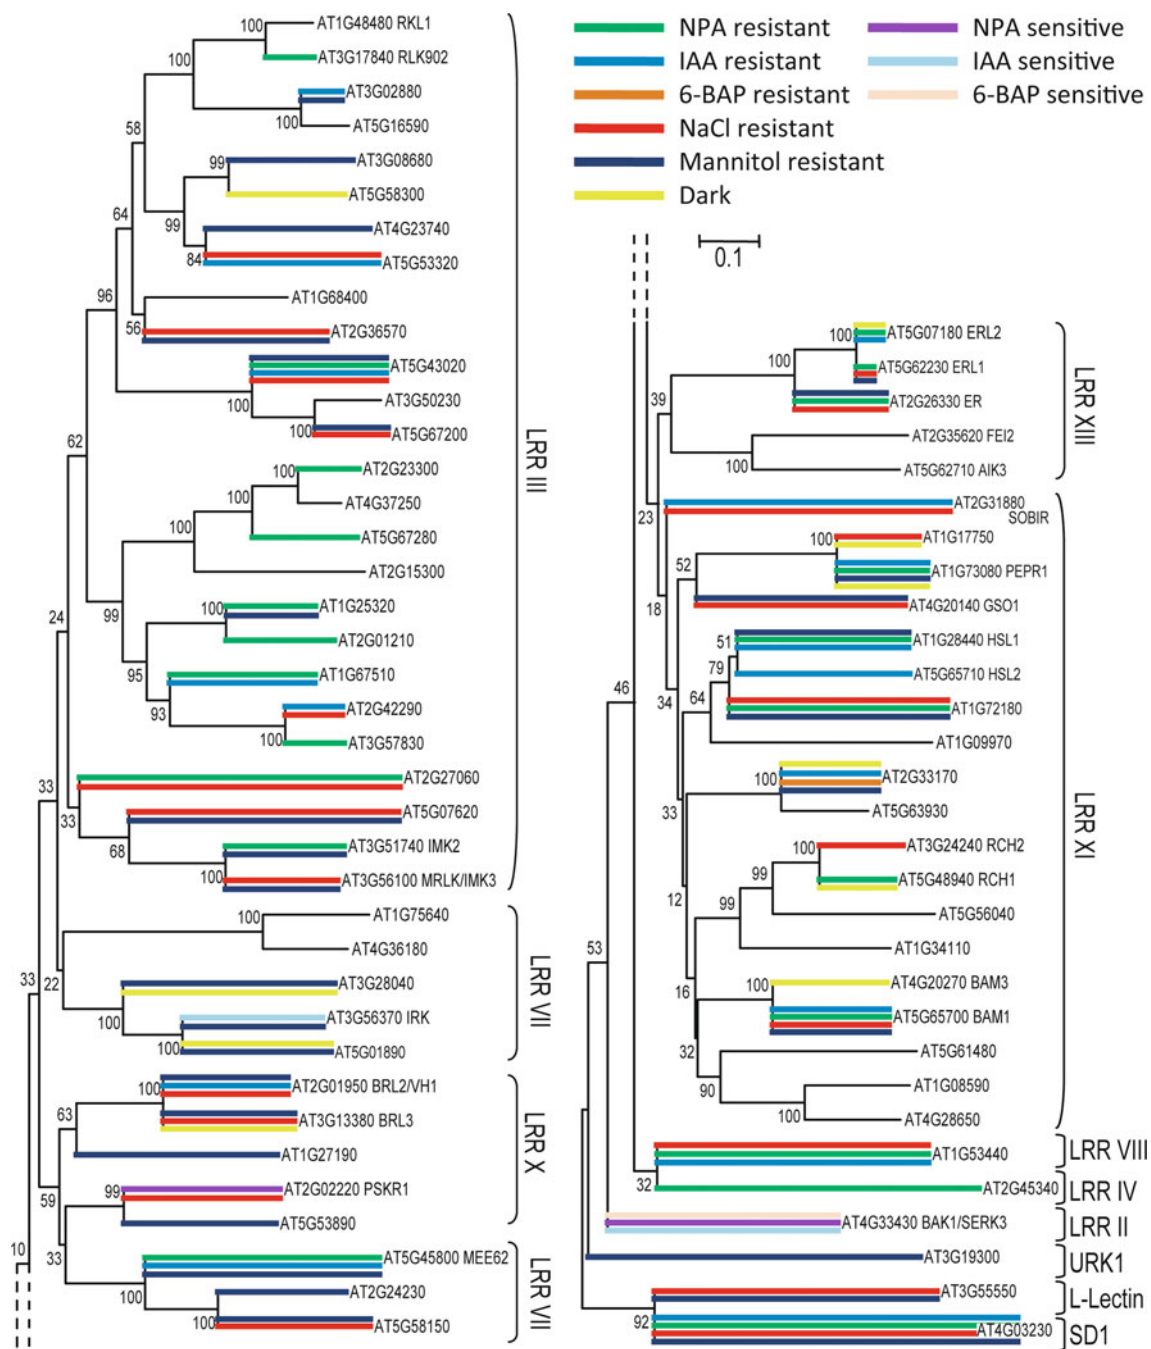 NPA resistant
IAA resistant
6-BAP resistant
NaCl resistant
Mannitol resistant
Dark
NPA sensitive
IAA sensitive
6-BAP sensitive
0.1
100 AT1G48480 RKL1
AT3G17840 RLK902
100
AT3G02880
100 AT5G16590
58
99 AT3G08680
AT5G58300
99
AT4G23740
84 AT5G53320
64
AT1G68400
56 AT2G36570
96
AT5G43020
100
AT3G50230
100 AT5G67200
62
100 AT2G23300
AT4G37250
100
AT5G67280
100
AT2G15300
99
100 AT1G25320
AT2G01210
95
AT1G67510
93
AT2G42290
100 AT3G57830
24
AT2G27060
33
AT5G07620
68
AT3G51740 IMK2
100 AT3G56100 MRLK/IMK3
LRR III
33
100 AT1G75640
AT4G36180
22
AT3G28040
100
AT3G56370 IRK
100 AT5G01890
LRR VII
33
100 AT2G01950 BRL2/VH1
AT3G13380 BRL3
63
AT1G27190
99 AT2G02220 PSKR1
AT5G53890
LRR X
59
33
AT5G45800 MEE62
100
AT2G24230
100 AT5G58150
LRR VII
10
100 AT5G07180 ERL2
AT5G62230 ERL1
100
AT2G26330 ER
39
AT2G35620 FEI2
100 AT5G62710 AIK3
LRR XIII
23
AT2G31880
SOBIR
100 AT1G17750
AT1G73080 PEPR1
52
AT4G20140 GSO1
18
51 AT1G28440 HSL1
AT5G65710 HSL2
79
AT1G72180
64
AT1G09970
34
100 AT2G33170
AT5G63930
33
100 AT3G24240 RCH2
AT5G48940 RCH1
99
AT5G56040
99
AT1G34110
12
100 AT4G20270 BAM3
AT5G65700 BAM1
16
32
AT5G61480
90
AT1G08590
100 AT4G28650
LRR XI
46
53
AT1G53440
LRR VIII
32 AT2G45340
LRR IV
AT4G33430 BAK1/SERK3
LRR II
AT3G19300
URK1
AT3G55550
L-Lectin
92 AT4G03230
SD1